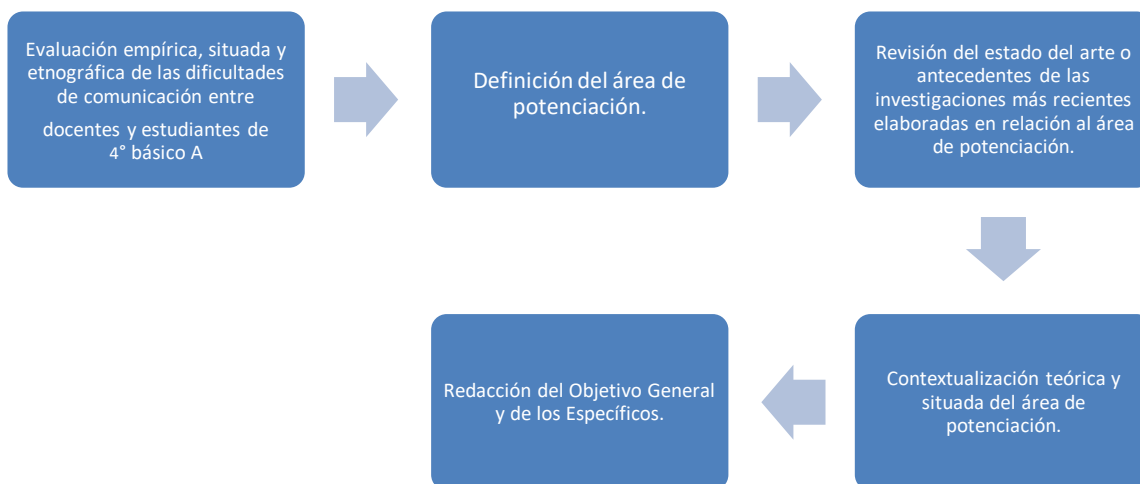 Evaluación empírica, situada y
etnográfica de las dificultades
de comunicación entre
docentes y estudiantes de
4° básico A
Definición del área de
potenciación.
Revisión del estado del arte o
antecedentes de las
investigaciones más recientes
elaboradas en relación al área
de potenciación.
Contextualización teórica y
situada del área de
potenciación.
Redacción del Objetivo General
y de los Específicos.